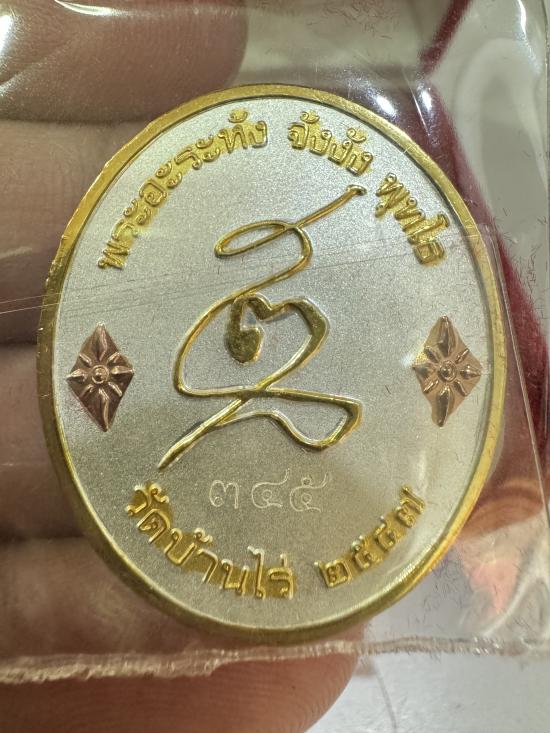 พระอะระหัง จังงัง พุทโธ
๓๔๕
วัดบ้านไร่ ๒๕๔๗